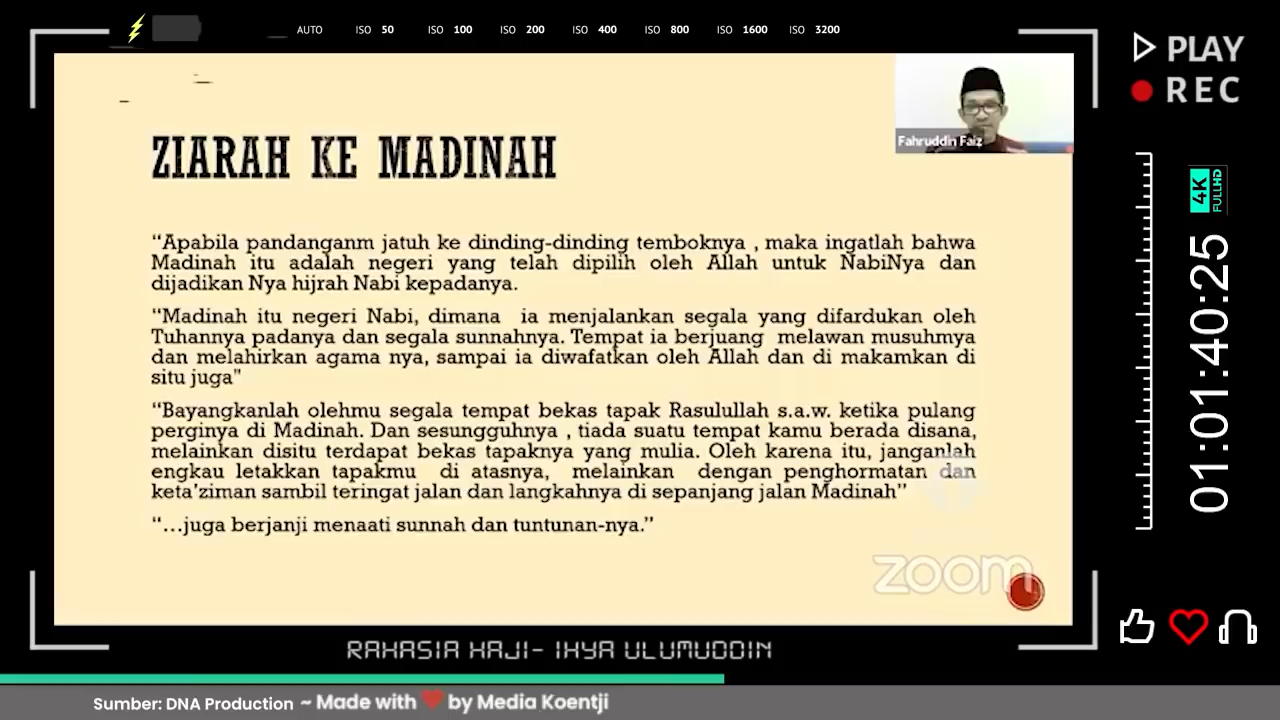 AUTO ISO 50 ISO 100 ISO 200 ISO 400 ISO 800 ISO 1600 ISO 3200
PLAY
REC
Fahruddin Faiz
ZIARAH KE MADINAH
“Apabila pandanganm jatuh ke dinding-dinding temboknya , maka ingatlah bahwa
Madinah itu adalah negeri yang telah dipilih oleh Allah untuk NabiNya dan
dijadikan Nya hijrah Nabi kepadanya.
“Madinah itu negeri Nabi, dimana ia menjalankan segala yang difardukan oleh
Tuhannya padanya dan segala sunnahnya. Tempat ia berjuang melawan musuhmya
dan melahirkan agama nya, sampai ia diwafatkan oleh Allah dan di makamkan di
situ juga"
“Bayangkanlah olehmu segala tempat bekas tapak Rasulullah s.a.w. ketika pulang
perginya di Madinah. Dan sesungguhnya , tiada suatu tempat kamu berada disana,
melainkan disitu terdapat bekas tapaknya yang mulia. Oleh karena itu, janganlah
engkau letakkan tapakmu di atasnya, melainkan dengan penghormatan dan
keta’ziman sambil teringat jalan dan langkahnya di sepanjang jalan Madinah”
“…juga berjanji menaati sunnah dan tuntunan-nya.”
zoom
4K
FULLHD
01:01:40:25
RAHASIA HAJI- IHYA ULUMUDDIN
Sumber: DNA Production ~ Made with ❤ by Media Koentji